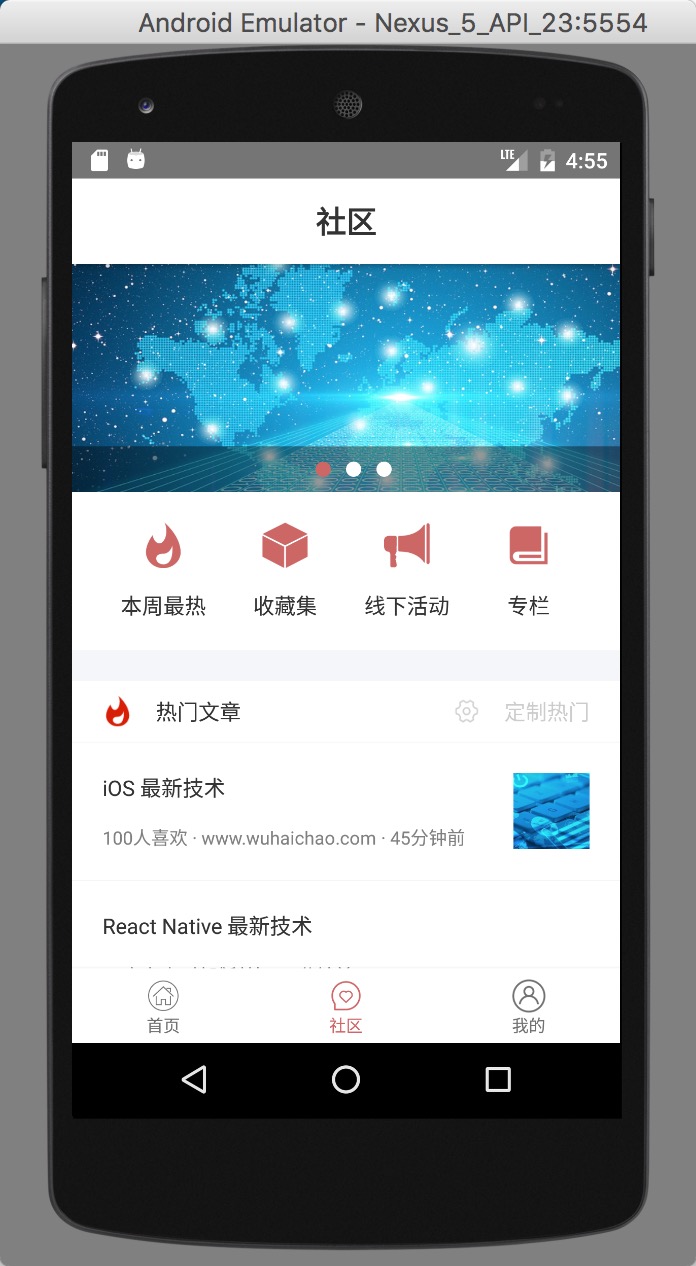 Android Emulator - Nexus_5_API_23:5554
LTE 4:55
社区
本周最热 收藏集 线下活动 专栏
热门文章 定制热门
iOS 最新技术
100人喜欢 · www.wuhaichao.com · 45分钟前
React Native 最新技术
首页 社区 我的